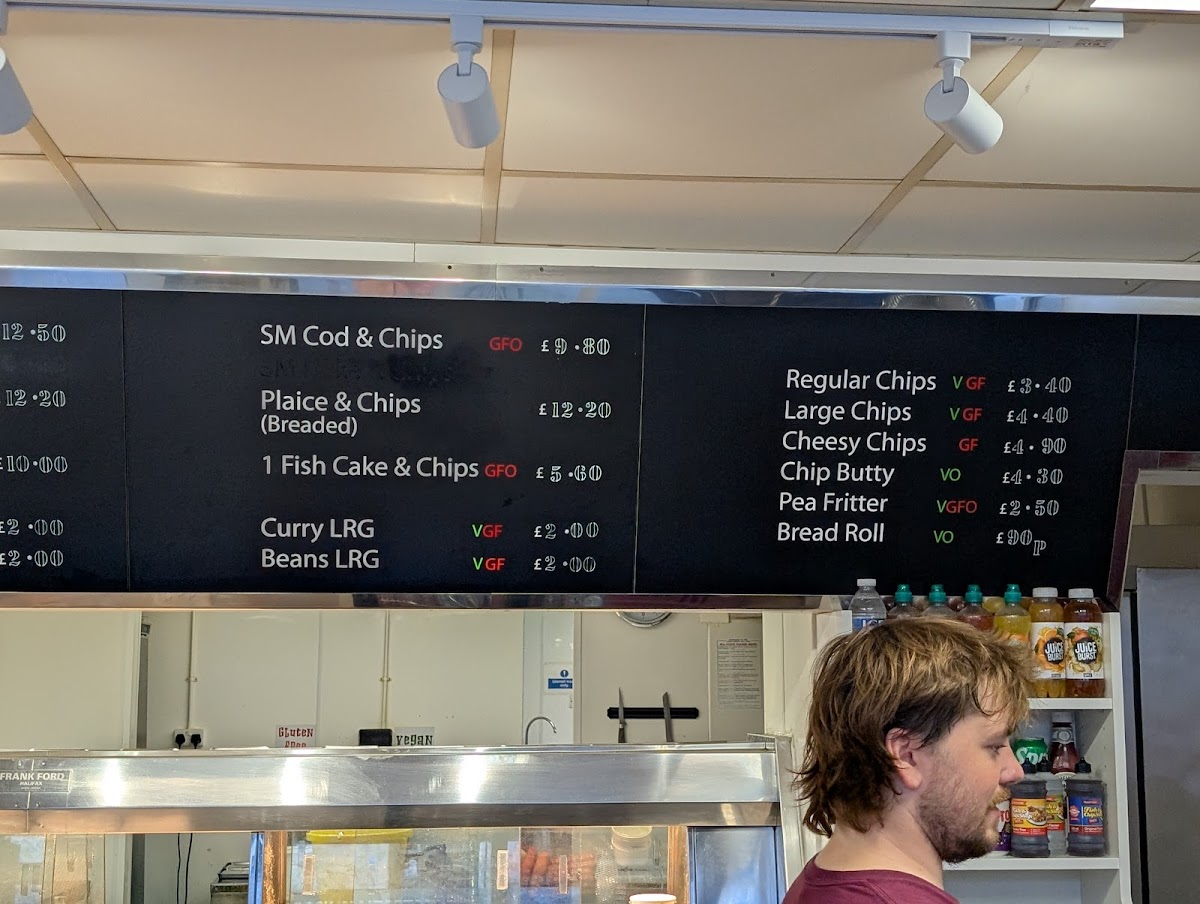 12.50
12.20
£10.00
£2.00
£2.00
SM Cod & Chips GFO £9.80
Plaice & Chips £12.20
(Breaded)
1 Fish Cake & Chips GFO £5.60
Curry LRG VGF £2.00
Beans LRG VGF £2.00
Regular Chips V GF £3.40
Large Chips V GF £4.40
Cheesy Chips GF £4.90
Chip Butty VO £4.30
Pea Fritter VGFO £2.50
Bread Roll VO £90p
JUICE BURST
JUICE BURST
Gluten free
vegan
FRANK FORD
HALIFAX